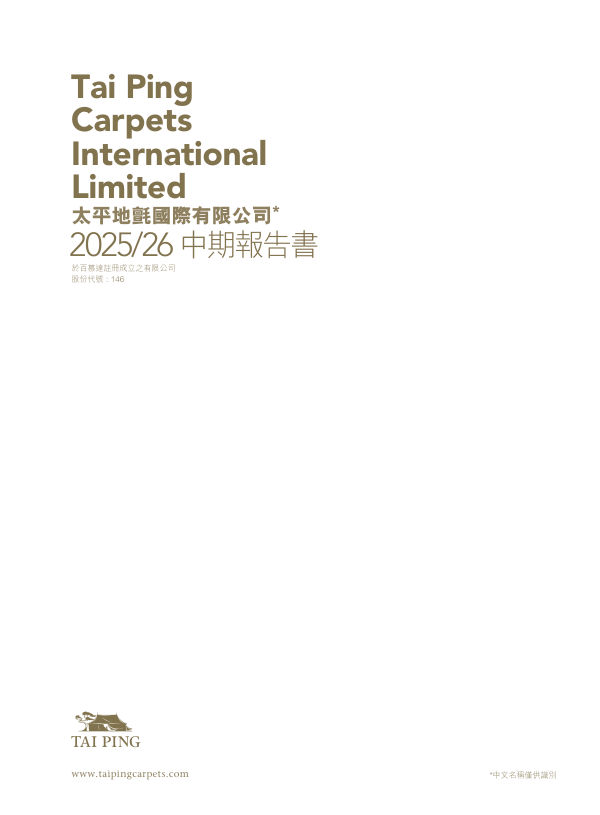 Tai Ping
Carpets
International
Limited
太平地氈國際有限公司*
2025/26 中期報告書
於百慕達註冊成立之有限公司
股份代號：146
TAI PING
www.taipingcarpets.com
*中文名稱僅供識別